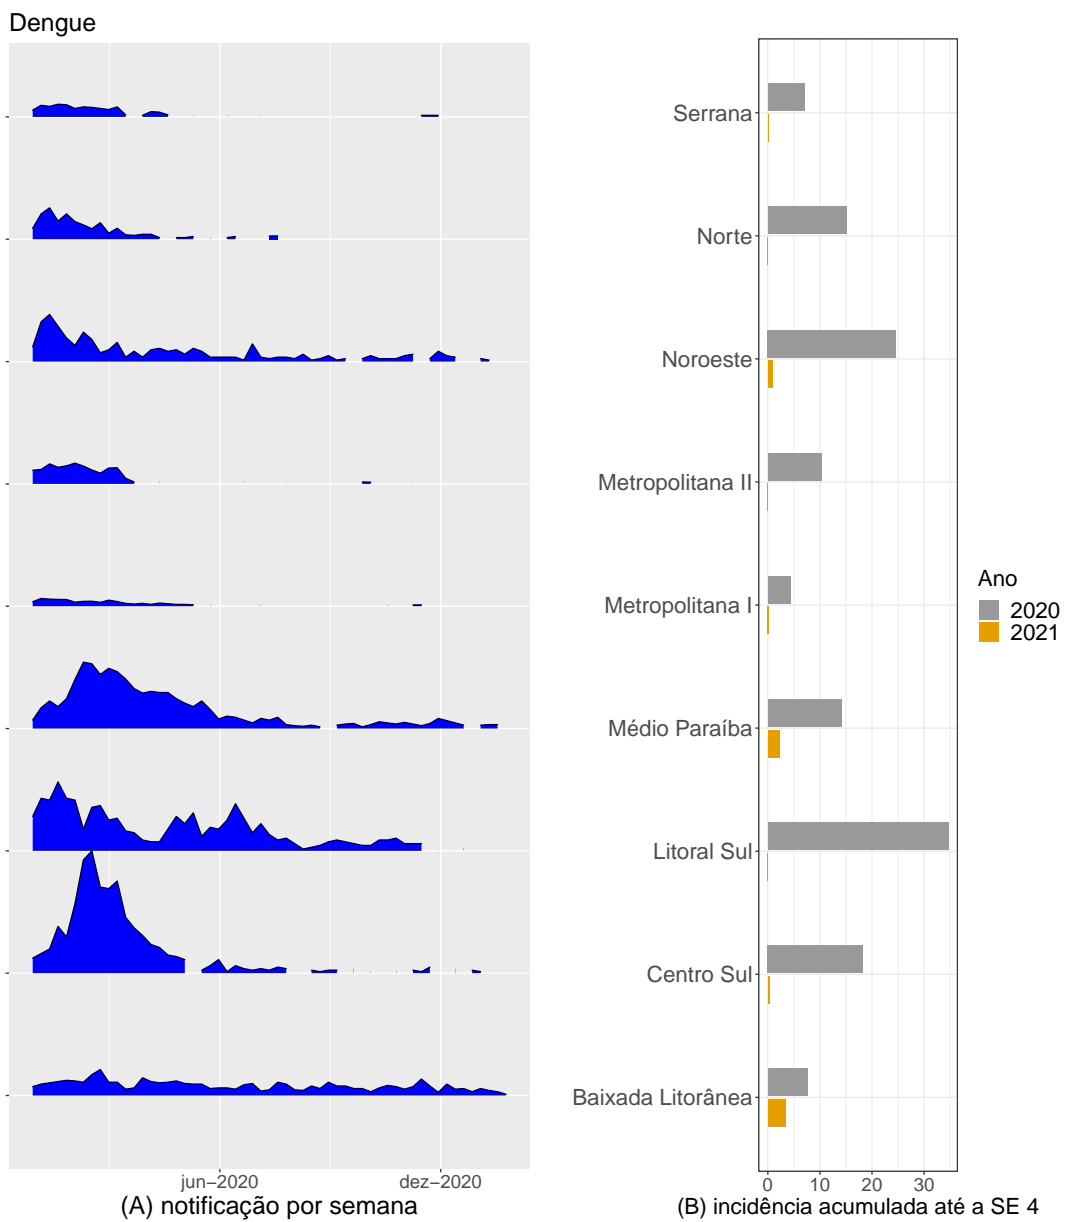 Dengue
Serrana
Norte
Noroeste
Metropolitana II
Metropolitana I
Médio Paraíba
Litoral Sul
Centro Sul
Baixada Litorânea
Ano
2020
2021
jun−2020 dez−2020
0 10 20 30
(A) notificação por semana
(B) incidência acumulada até a SE 4